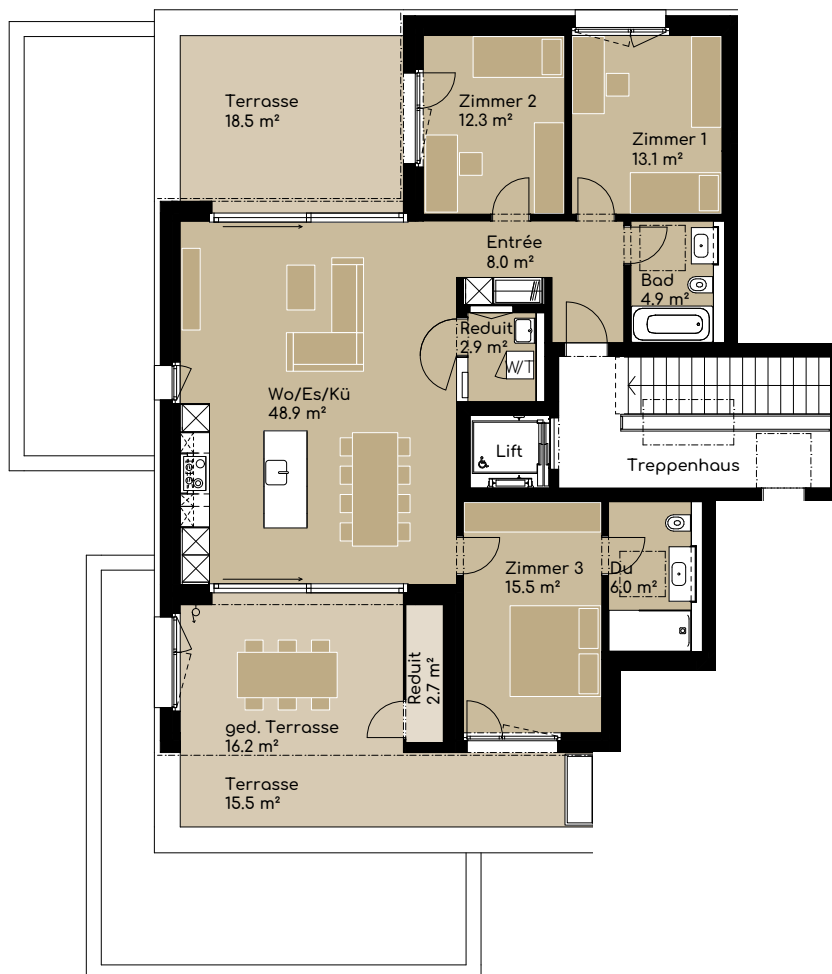 Terrasse
18.5 m²
Zimmer 2
12.3 m²
Zimmer 1
13.1 m²
Entrée
8.0 m²
Bad
4.9 m²
Reduit
2.9 m²
W/T
Wo/Es/Kü
48.9 m²
Lift
Treppenhaus
Zimmer 3
15.5 m²
Du
6.0 m²
Reduit
2.7 m²
ged. Terrasse
16.2 m²
Terrasse
15.5 m²